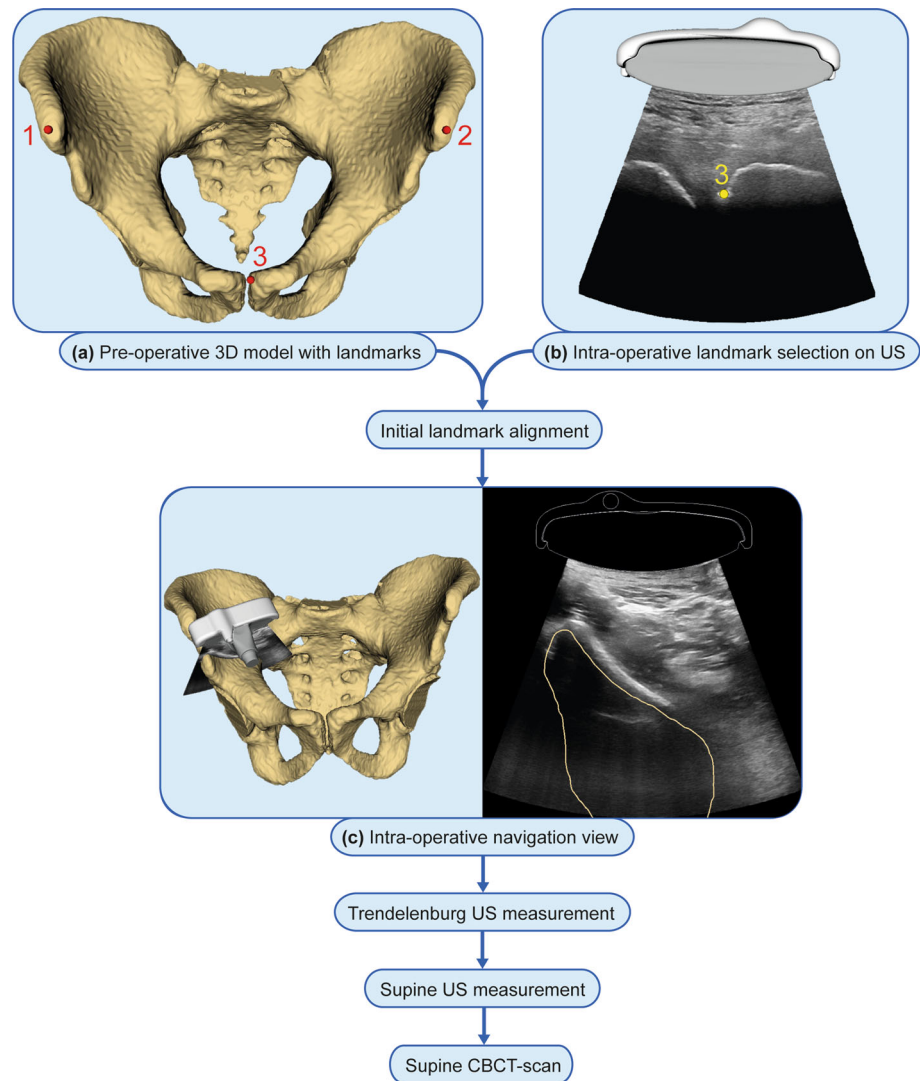 1
2
3
3
(a) Pre-operative 3D model with landmarks
(b) Intra-operative landmark selection on US
Initial landmark alignment
(c) Intra-operative navigation view
Trendelenburg US measurement
Supine US measurement
Supine CBCT-scan